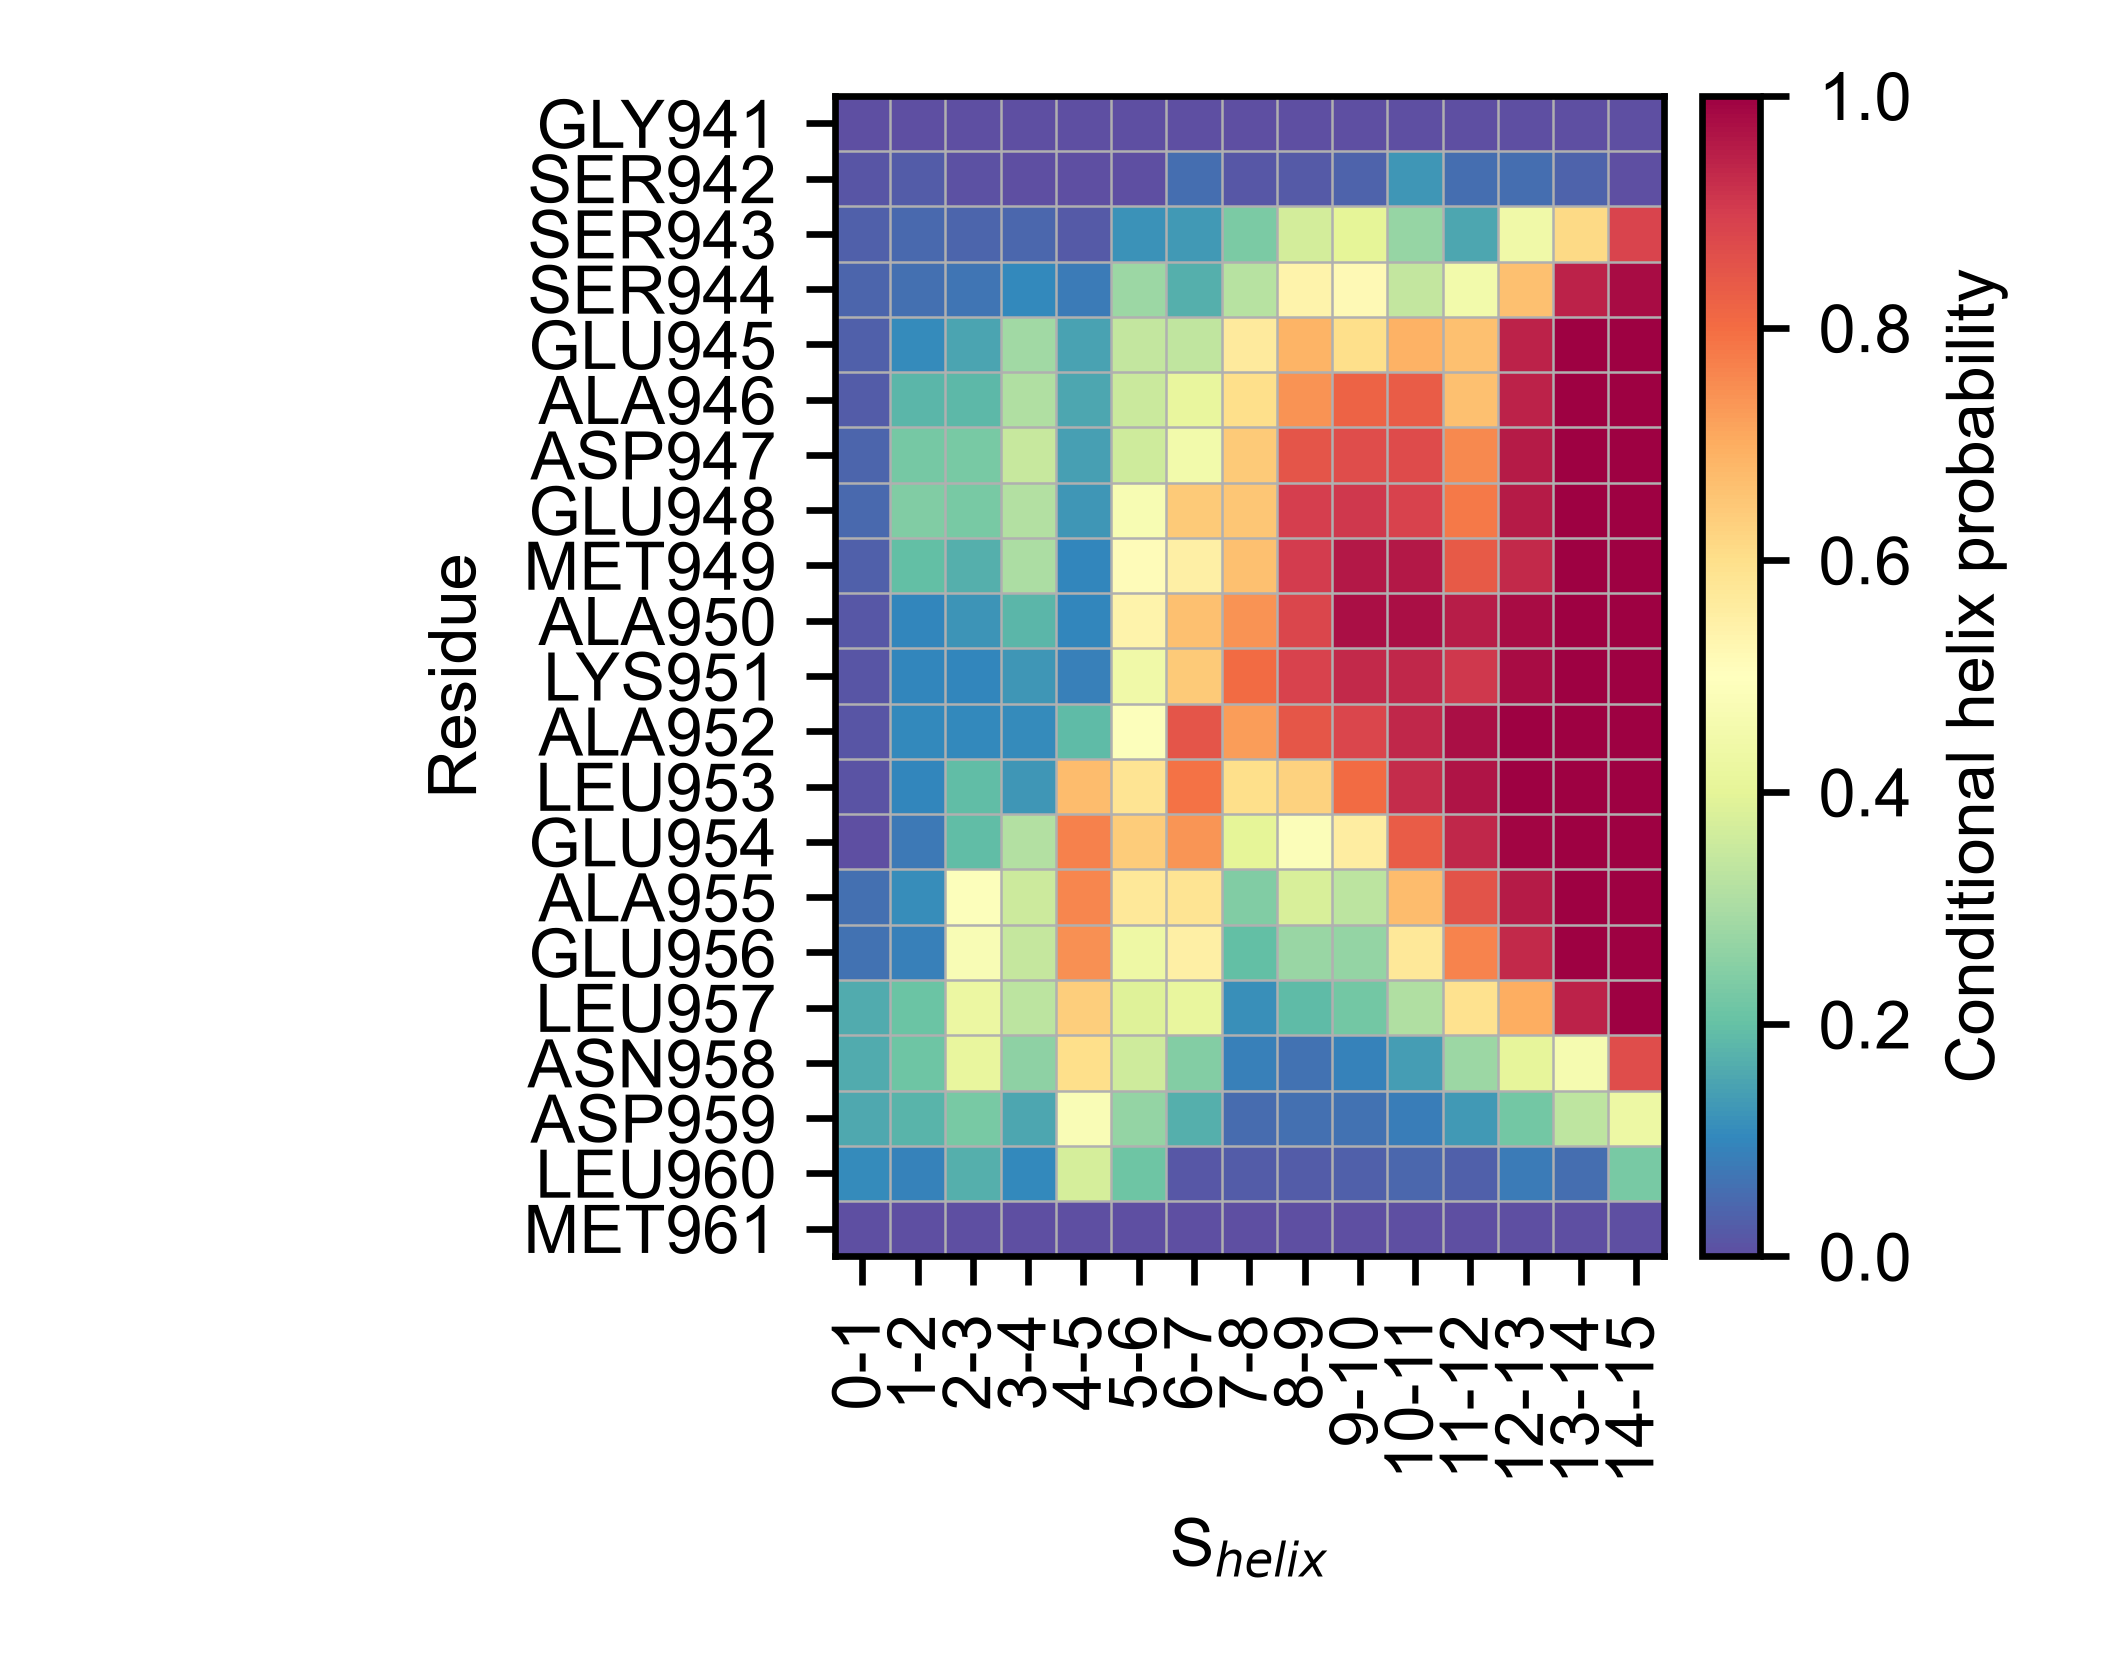 GLY941
SER942
SER943
SER944
GLU945
ALA946
ASP947
GLU948
MET949
ALA950
LYS951
ALA952
LEU953
GLU954
ALA955
GLU956
LEU957
ASN958
ASP959
LEU960
MET961
Residue
0-1
1-2
2-3
3-4
4-5
5-6
6-7
7-8
8-9
9-10
10-11
11-12
12-13
13-14
14-15
S_helix
1.0
0.8
0.6
0.4
0.2
0.0
Conditional helix probability